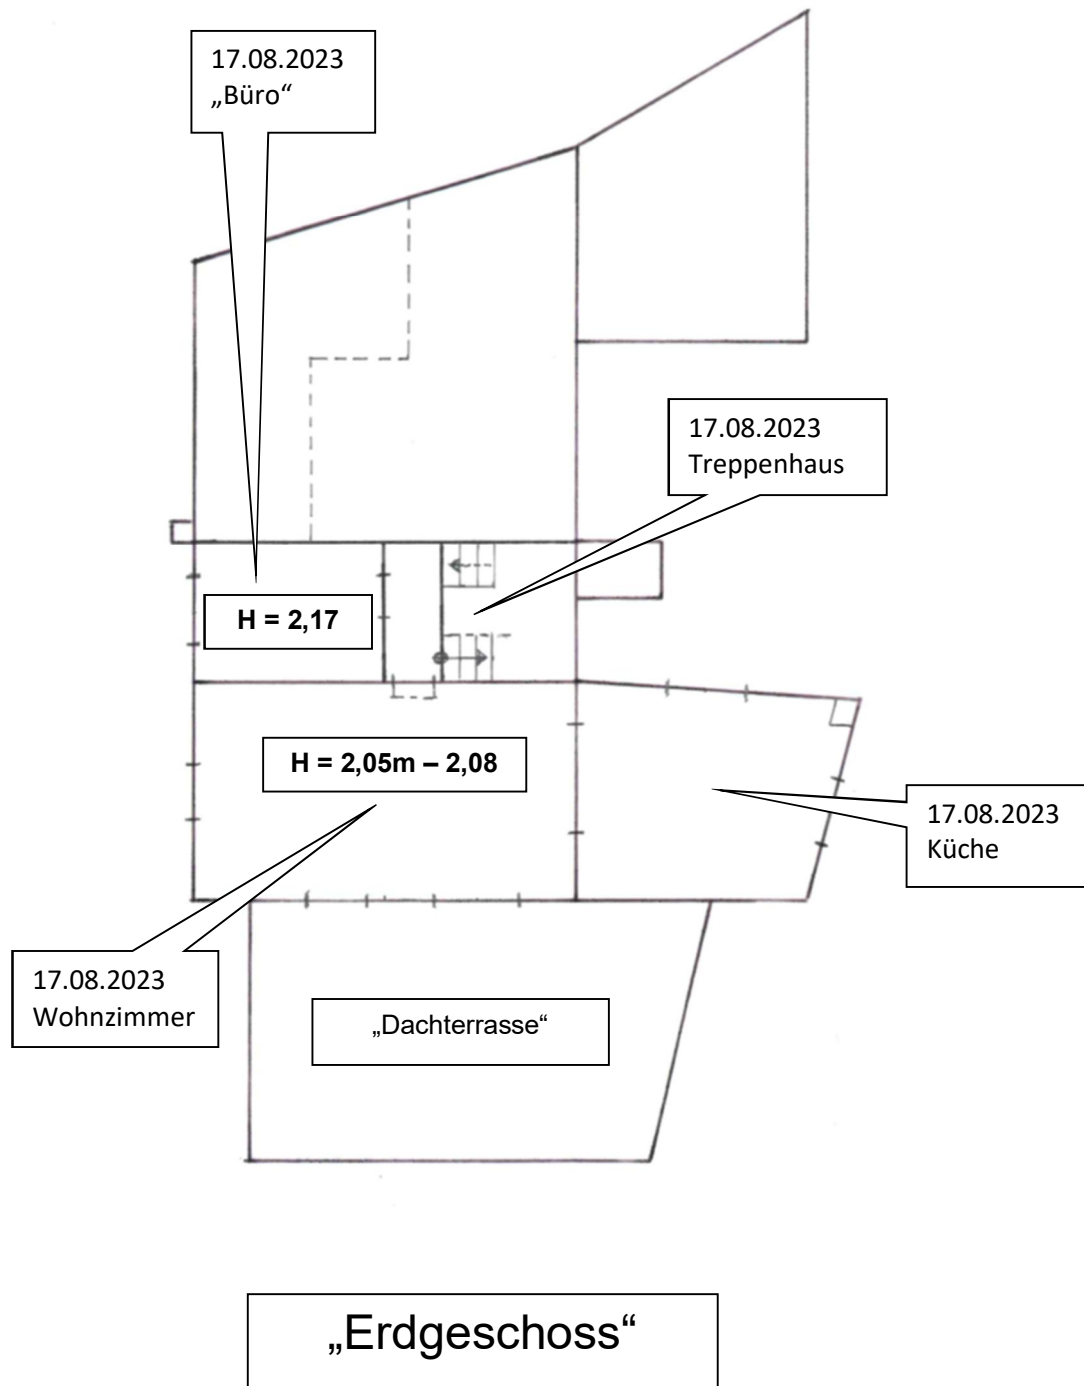 17.08.2023
„Büro“
17.08.2023
Treppenhaus
H = 2,17
H = 2,05m – 2,08
17.08.2023
Küche
17.08.2023
Wohnzimmer
„Dachterrasse“
„Erdgeschoss“